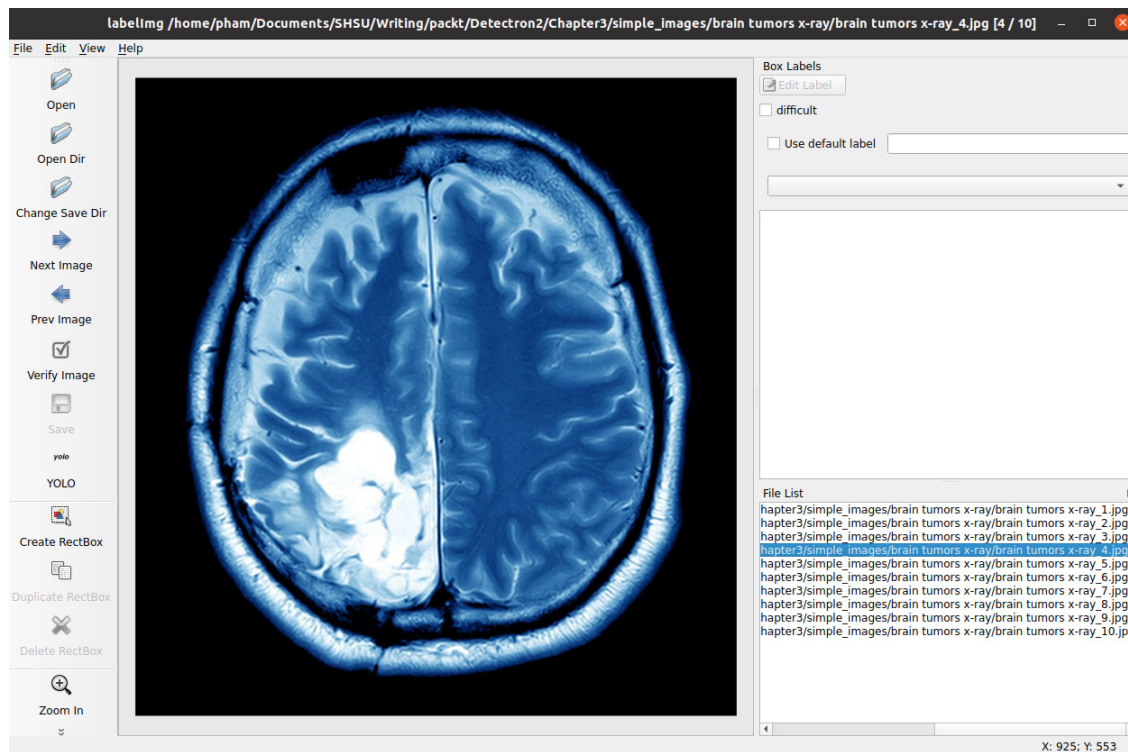 labelImg /home/pham/Documents/SHSU/Writing/packt/Detectron2/Chapter3/simple_images/brain tumors x-ray/brain tumors x-ray_4.jpg [4 / 10]
File Edit View Help
Open
Open Dir
Change Save Dir
Next Image
Prev Image
Verify Image
Save
yolo
YOLO
Create RectBox
Duplicate RectBox
Delete RectBox
Zoom In
Box Labels
Edit Label
difficult
Use default label
File List
hapter3/simple_images/brain tumors x-ray/brain tumors x-ray_1.jpg
hapter3/simple_images/brain tumors x-ray/brain tumors x-ray_2.jpg
hapter3/simple_images/brain tumors x-ray/brain tumors x-ray_3.jpg
hapter3/simple_images/brain tumors x-ray/brain tumors x-ray_4.jpg
hapter3/simple_images/brain tumors x-ray/brain tumors x-ray_5.jpg
hapter3/simple_images/brain tumors x-ray/brain tumors x-ray_6.jpg
hapter3/simple_images/brain tumors x-ray/brain tumors x-ray_7.jpg
hapter3/simple_images/brain tumors x-ray/brain tumors x-ray_8.jpg
hapter3/simple_images/brain tumors x-ray/brain tumors x-ray_9.jpg
hapter3/simple_images/brain tumors x-ray/brain tumors x-ray_10.jp
X: 925; Y: 553